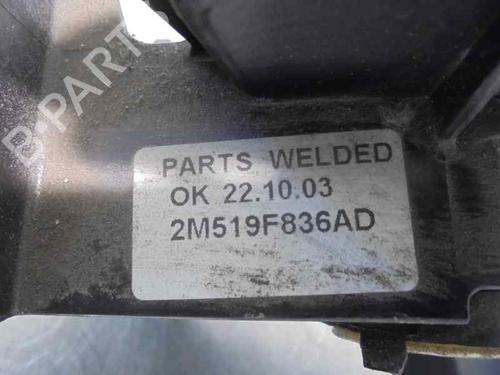 B-PARTS
PARTS WELDED
OK 22.10.03
2M519F836AD